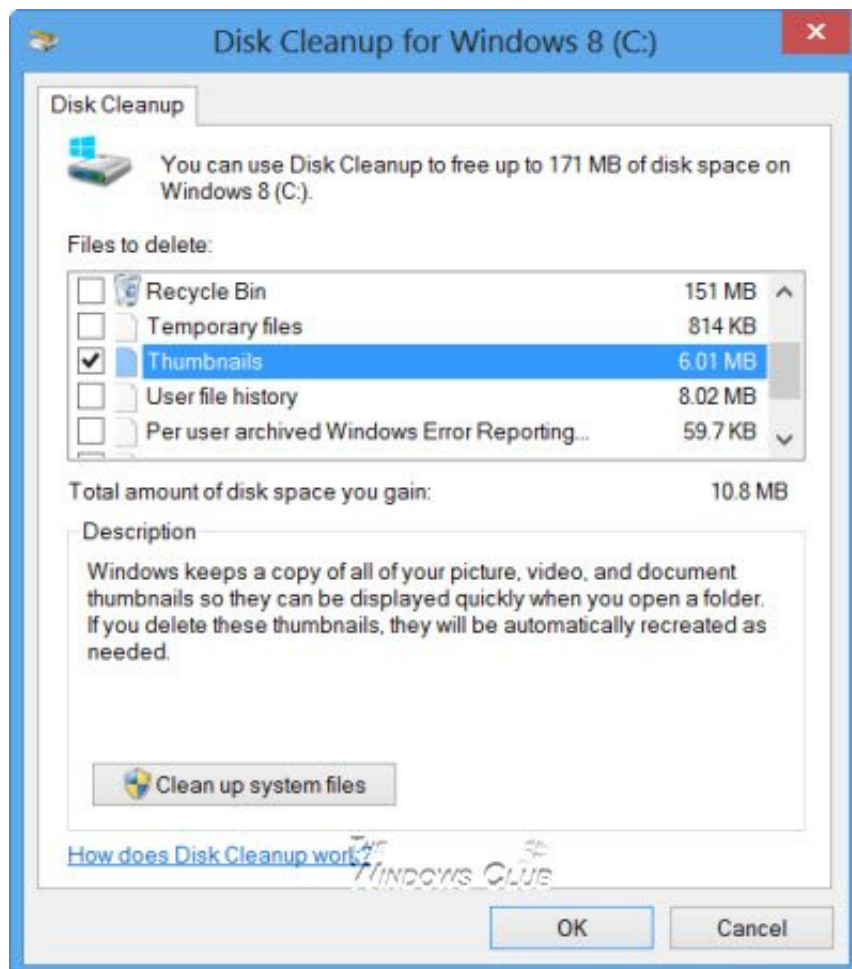 Disk Cleanup for Windows 8 (C:)
Disk Cleanup
You can use Disk Cleanup to free up to 171 MB of disk space on
Windows 8 (C:).
Files to delete:
Recycle Bin 151 MB
Temporary files 814 KB
Thumbnails 6.01 MB
User file history 8.02 MB
Per user archived Windows Error Reporting... 59.7 KB
Total amount of disk space you gain: 10.8 MB
Description
Windows keeps a copy of all of your picture, video, and document
thumbnails so they can be displayed quickly when you open a folder.
If you delete these thumbnails, they will be automatically recreated as
needed.
Clean up system files
How does Disk Cleanup work?
The
Windows Club
OK Cancel